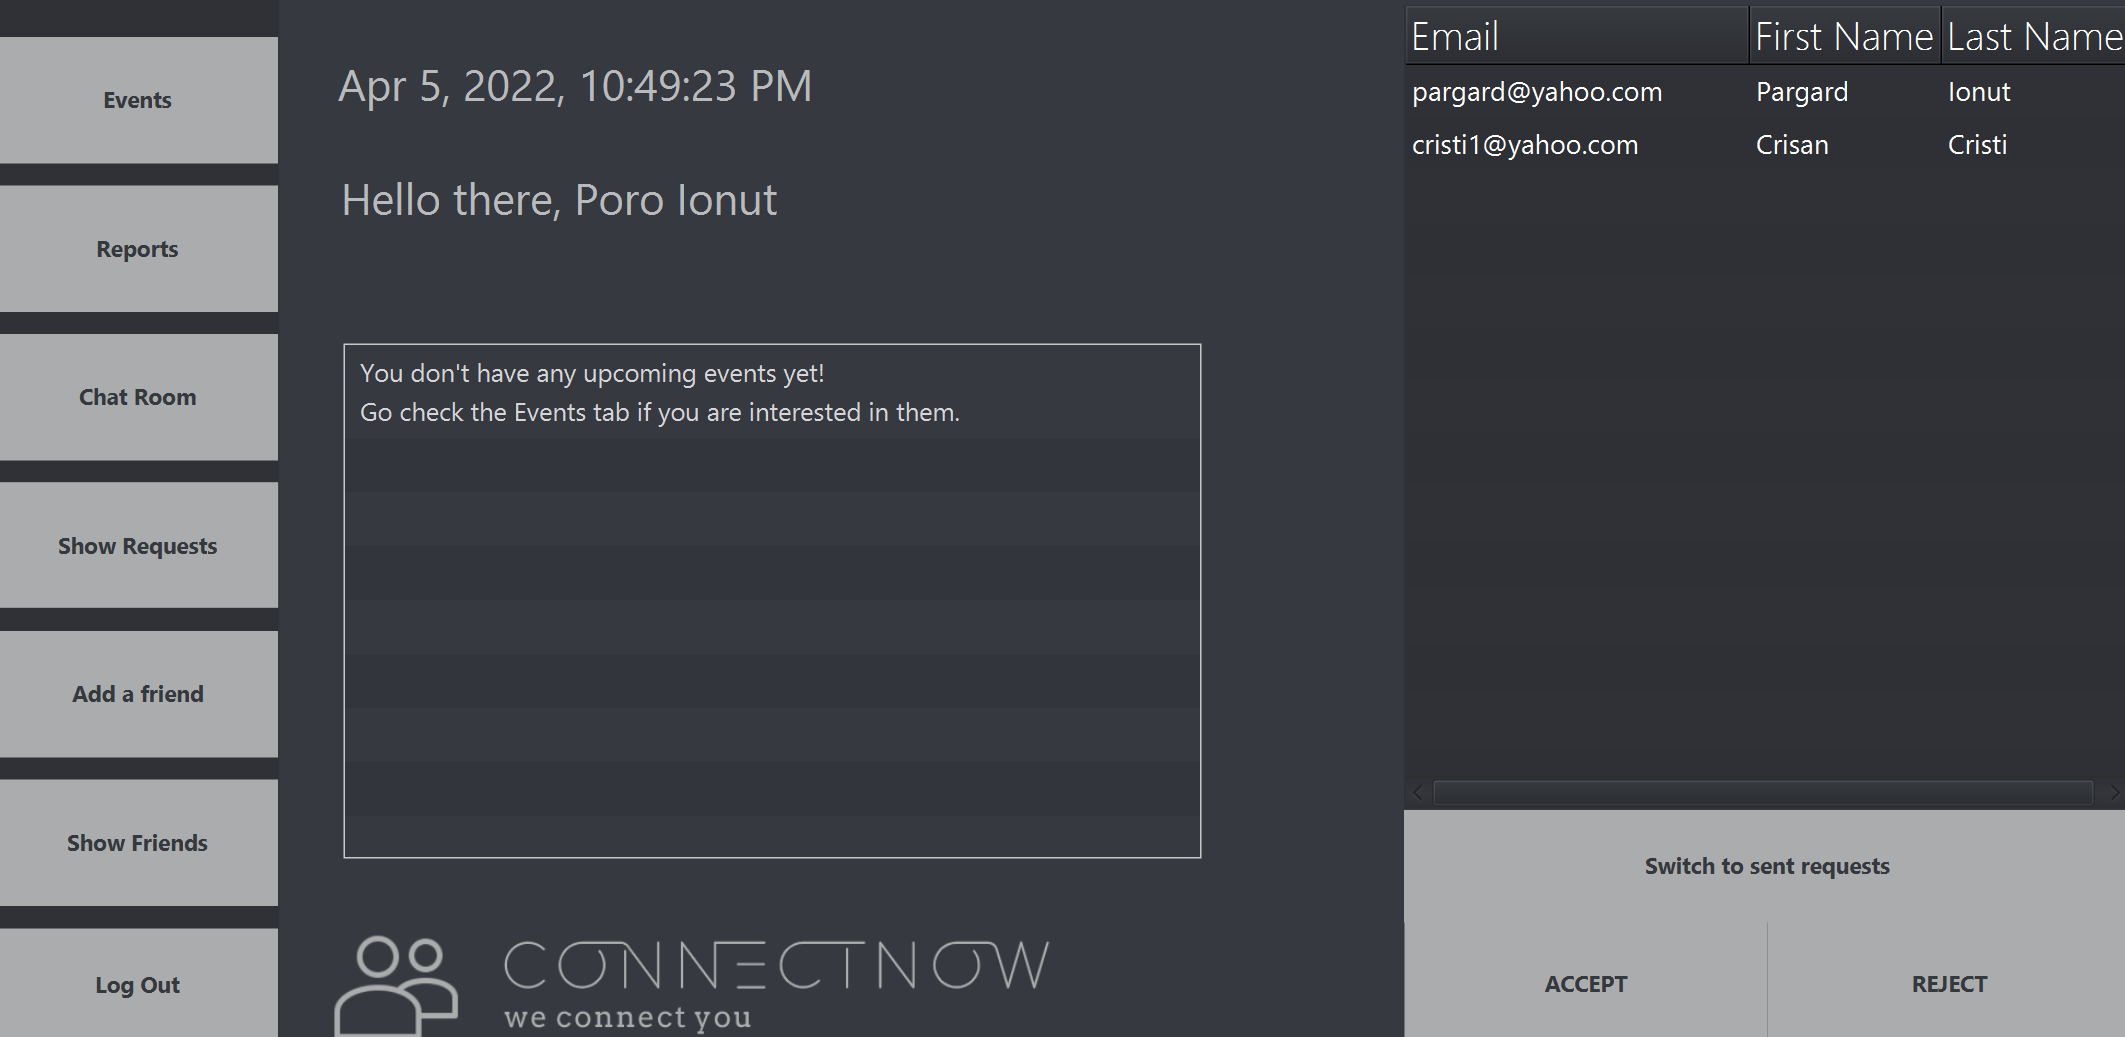 Events
Reports
Chat Room
Show Requests
Add a friend
Show Friends
Log Out
Apr 5, 2022, 10:49:23 PM
Hello there, Poro Ionut
You don't have any upcoming events yet!
Go check the Events tab if you are interested in them.
CONNECTNOW
we connect you
Email First Name Last Name
pargard@yahoo.com Pargard Ionut
cristi1@yahoo.com Crisan Cristi
Switch to sent requests
ACCEPT REJECT